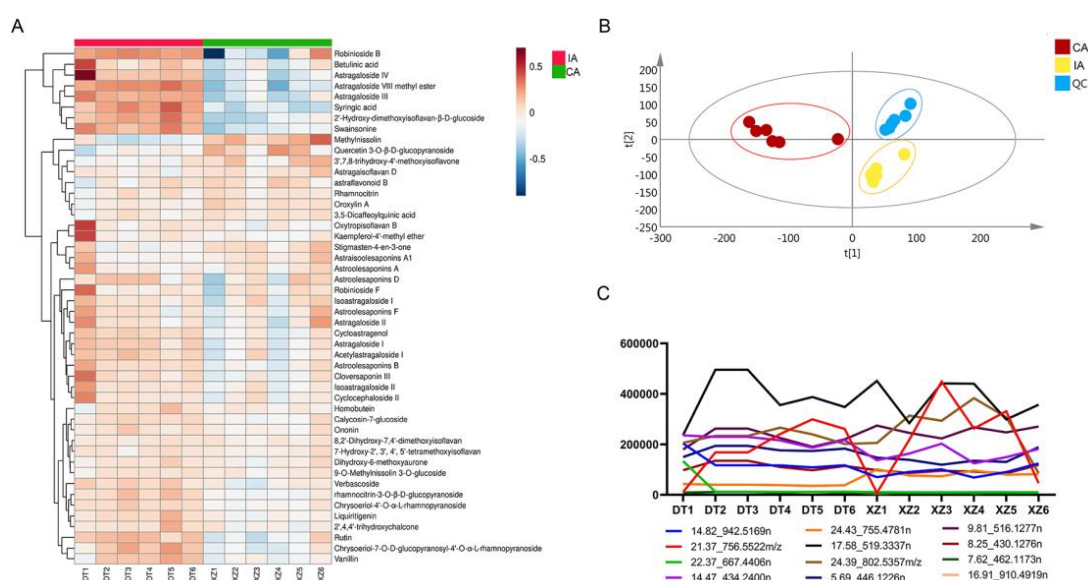 A
IA
CA
0.5
0
-0.5
Robinioside B
Betulinic acid
Astragaloside IV
Astragaloside VIII methyl ester
Astragaloside III
Syringic acid
2'-Hydroxy-dimethoxyisoflavan-β-D-glucoside
Swainsonine
Methylnissolin
Quercetin 3-O-β-D-glucopyranoside
3',7,8-trihydroxy-4'-methoxyisoflavone
Astragaisoflavan D
astraflavonoid B
Rhamnocitrin
Oroxylin A
3,5-Dicaffeoylquinic acid
Oxytropisoflavan B
Kaempferol-4'-methyl ether
Stigmasten-4-en-3-one
Astraisoolesaponins A1
Astroolesaponins A
Astroolesaponins D
Robinioside F
Isoastragaloside I
Astroolesaponins F
Astragaloside II
Cycloastragenol
Astragaloside I
Acetylastragaloside I
Astroolesaponins B
Cloversaponin III
Isoastragaloside II
Cyclocephaloside II
Homobutein
Calycosin-7-glucoside
Ononin
8,2'-Dihydroxy-7,4'-dimethoxyisoflavan
7-Hydroxy-2', 3', 4', 5'-tetramethoxyisoflavan
Dihydroxy-6-methoxyaurone
9-O-Methylnissolin 3-O-glucoside
Verbascoside
rhamnocitrin-3-O-β-D-glucopyranoside
Chrysoeriol-4'-O-α-L-rhamnopyranoside
Liquiritigenin
2',4,4'-trihydroxychalcone
Rutin
Chrysoeriol-7-O-D-glucopyranosyl-4'-O-α-L-rhamnopyranoside
Vanillin
DT1 DT2 DT3 DT4 DT5 DT6 XZ1 XZ2 XZ3 XZ4 XZ5 XZ6
B
CA
IA
QC
200
150
100
50
0
-50
-100
-150
-200
-250
t[2]
-300 -200 -100 0 100 200
t[1]
C
600000
400000
200000
0
DT1 DT2 DT3 DT4 DT5 DT6 XZ1 XZ2 XZ3 XZ4 XZ5 XZ6
14.82_942.5169n 24.43_755.4781n 9.81_516.1277n
21.37_756.5522m/z 17.58_519.3337n 8.25_430.1276n
22.37_667.4406n 24.39_802.5357m/z 7.62_462.1173n
14.47_434.2400n 5.69_446.1226n 16.91_910.4919n